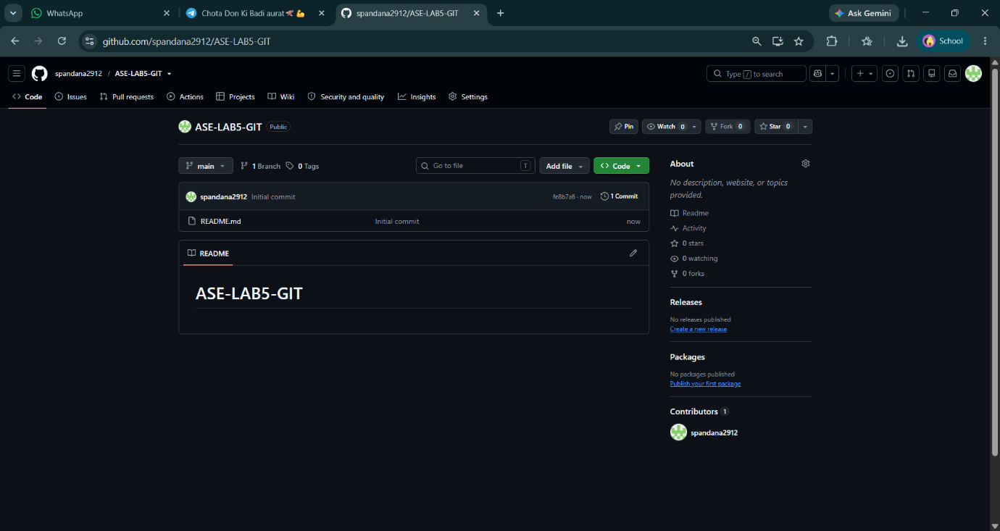 WhatsApp
Chota Don Ki Badi aurat
spandana2912/ASE-LAB5-GIT
Ask Gemini
github.com/spandana2912/ASE-LAB5-GIT
School
spandana2912 / ASE-LAB5-GIT
Type / to search
Code Issues Pull requests Actions Projects Wiki Security and quality Insights Settings
ASE-LAB5-GIT Public
Pin Watch 0 Fork 0 Star 0
main 1 Branch 0 Tags Go to file T Add file Code
spandana2912 Initial commit fe8b7a6 · now 1 Commit
README.md Initial commit now
README
ASE-LAB5-GIT
About
No description, website, or topics
provided.
Readme
Activity
0 stars
0 watching
0 forks
Releases
No releases published
Create a new release
Packages
No packages published
Publish your first package
Contributors 1
spandana2912